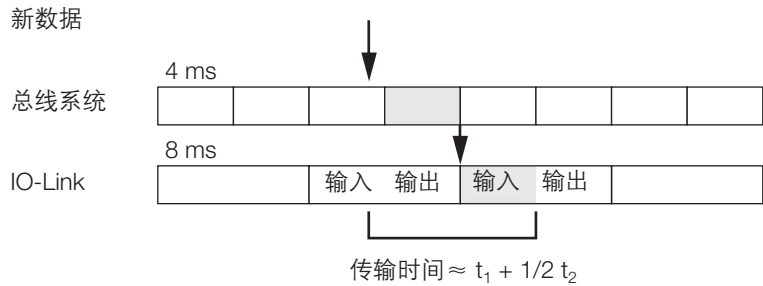 新数据
4 ms
总线系统
8 ms
IO-Link
输入 输出 输入 输出
传输时间≈ t₁ + 1/2 t₂